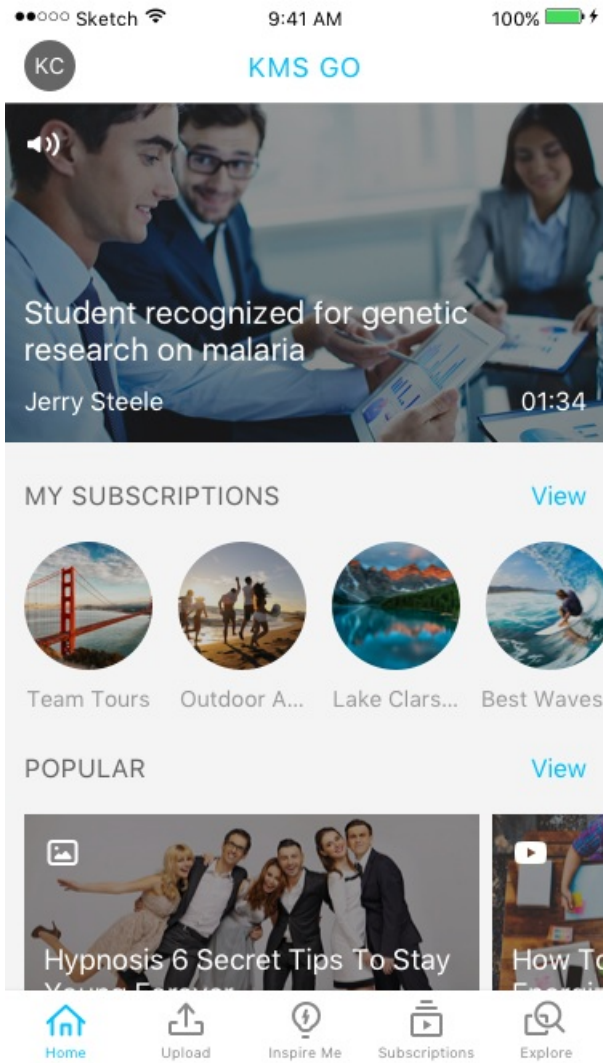 Sketch 9:41 AM 100%
KC KMS GO
Student recognized for genetic
research on malaria
Jerry Steele 01:34
MY SUBSCRIPTIONS View
Team Tours Outdoor A... Lake Clars... Best Waves
POPULAR View
Hypnosis 6 Secret Tips To Stay How To
Young Forever
Home Upload Inspire Me Subscriptions Explore